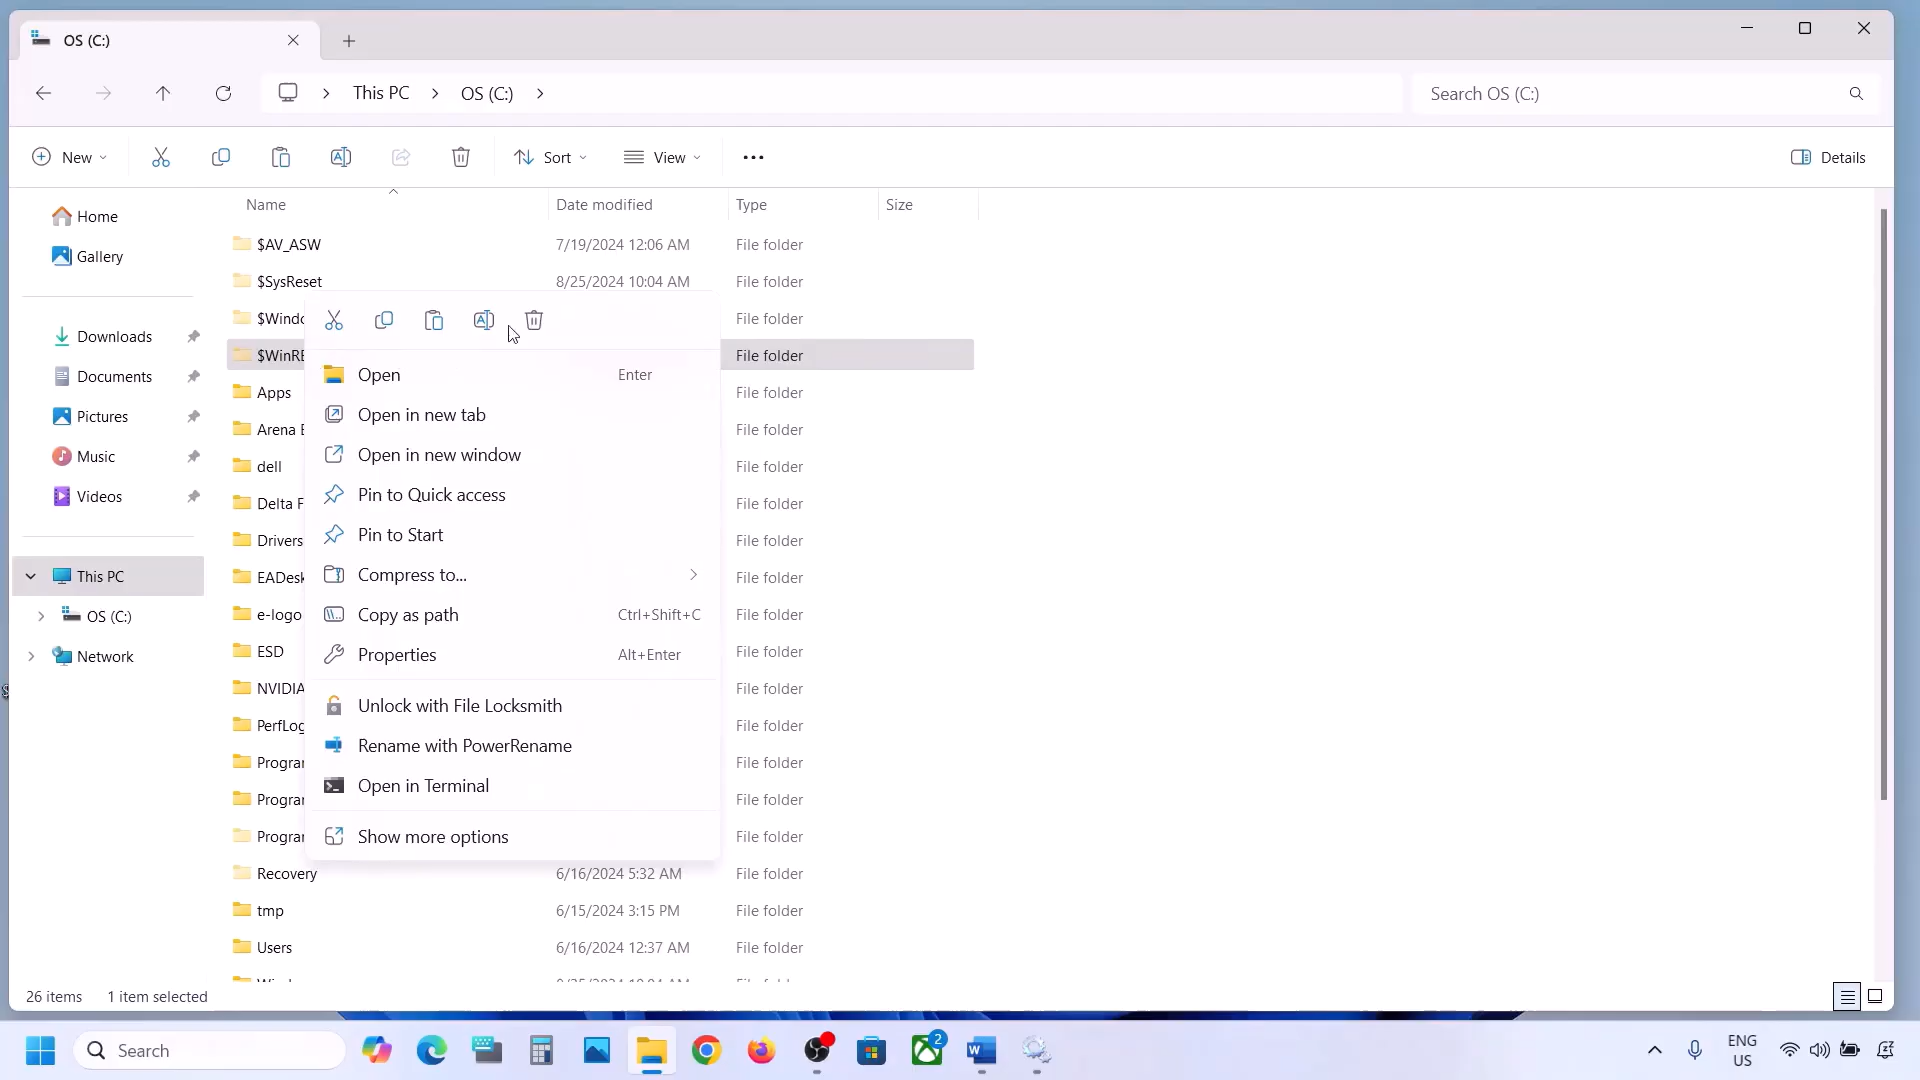 OS (C:)
This PC
OS (C:)
Search OS (C:)
New
Sort
View
Details
Name
Date modified
Type
Size
Home
Gallery
Downloads
Documents
Pictures
Music
Videos
This PC
OS (C:)
Network
$AV_ASW 7/19/2024 12:06 AM File folder
$SysReset 8/25/2024 10:04 AM File folder
$Windo File folder
$WinRE File folder
Apps File folder
Arena File folder
dell File folder
Delta F File folder
Drivers File folder
EADesk File folder
e-logo File folder
ESD File folder
NVIDIA File folder
PerfLog File folder
Progra File folder
Progra File folder
Progra File folder
Recovery 6/16/2024 5:32 AM File folder
tmp 6/15/2024 3:15 PM File folder
Users 6/16/2024 12:37 AM File folder
Open Enter
Open in new tab
Open in new window
Pin to Quick access
Pin to Start
Compress to...
Copy as path Ctrl+Shift+C
Properties Alt+Enter
Unlock with File Locksmith
Rename with PowerRename
Open in Terminal
Show more options
26 items 1 item selected
Search
2
ENG
US